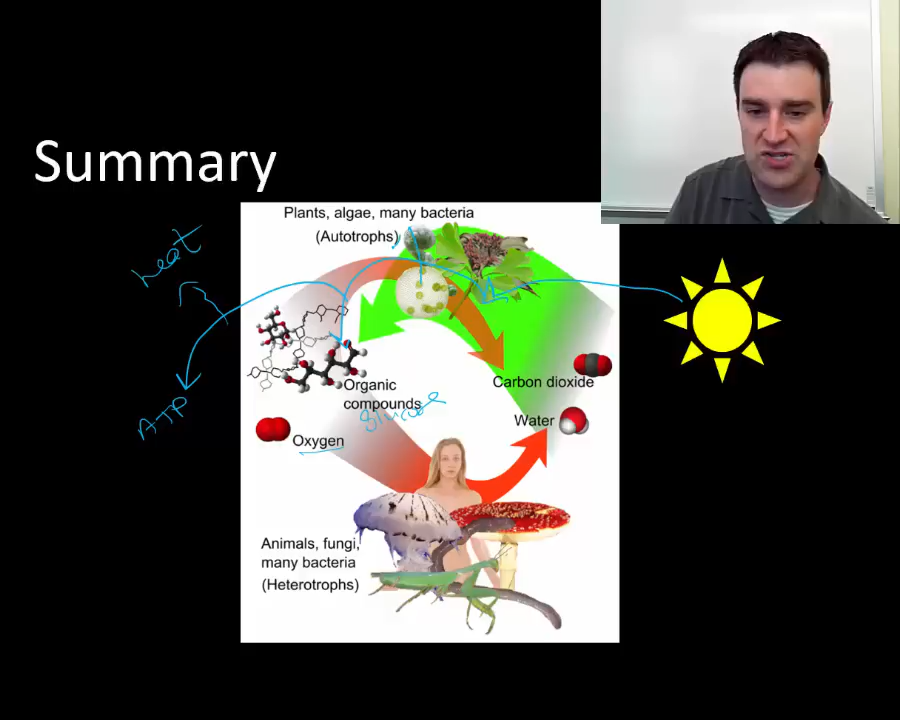 Summary
Plants, algae, many bacteria
(Autotrophs)
heat
Organic
compounds
Carbon dioxide
glucose
ATP
Water
Oxygen
Animals, fungi,
many bacteria
(Heterotrophs)